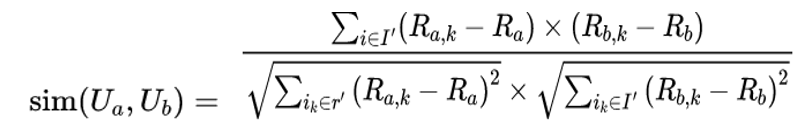 sim(U_a, U_b) = \frac{\sum_{i \in I'} (R_{a,k} - R_a) \times (R_{b,k} - R_b)}{\sqrt{\sum_{i_k \in r'} (R_{a,k} - R_a)^2} \times \sqrt{\sum_{i_k \in I'} (R_{b,k} - R_b)^2}}